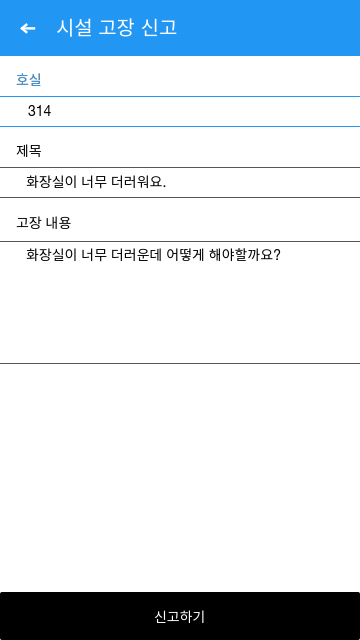 시설 고장 신고
호실
314
제목
화장실이 너무 더러워요.
고장 내용
화장실이 너무 더러운데 어떻게 해야할까요?
신고하기